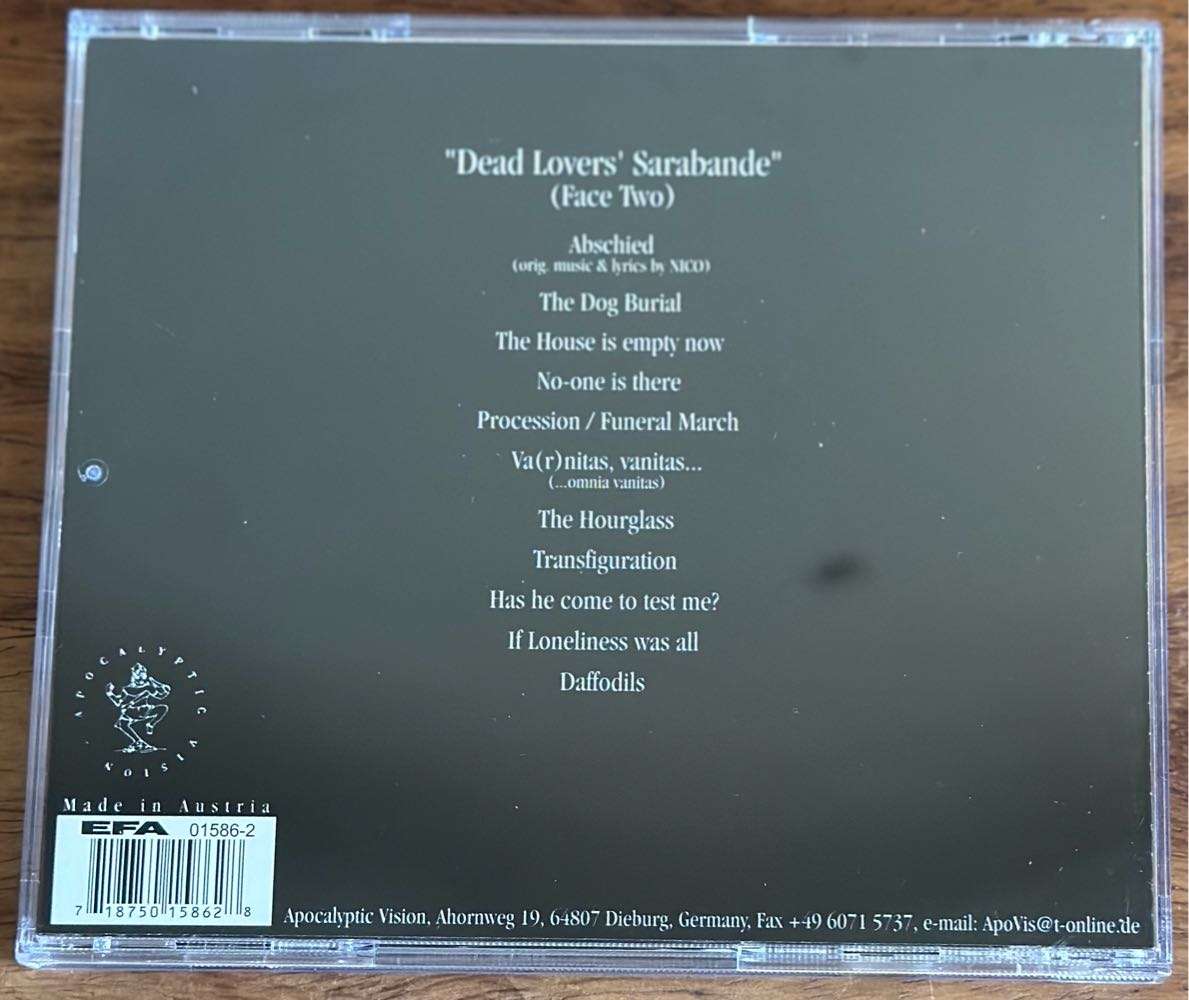 "Dead Lovers' Sarabande"
(Face Two)
Abschied
(orig. music & lyrics by NICO)
The Dog Burial
The House is empty now
No-one is there
Procession / Funeral March
Va(r)nitas, vanitas...
(...omnia vanitas)
The Hourglass
Transfiguration
Has he come to test me?
If Loneliness was all
Daffodils
APOCALYPTIC VISION
Made in Austria
EFA 01586-2
7 18750 15862 8
Apocalyptic Vision, Ahornweg 19, 64807 Dieburg, Germany, Fax +49 6071 5737, e-mail: ApoVis@t-online.de